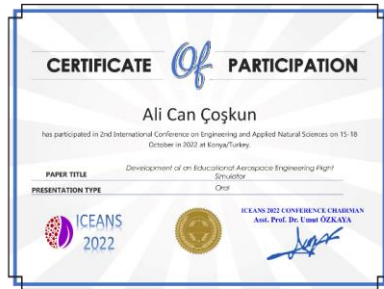 CERTIFICATE Of PARTICIPATION
Ali Can Çoşkun
has participated in 2nd International Conference on Engineering and Applied Natural Sciences on 15-18
October in 2022 at Konya/Turkey.
PAPER TITLE
Development of an Educational Aerospace Engineering Flight
Simulator
PRESENTATION TYPE
Oral
ICEANS
2022
ICEANS 2022 CONFERENCE CHAIRMAN
Asst. Prof. Dr. Umut ÖZKAYA